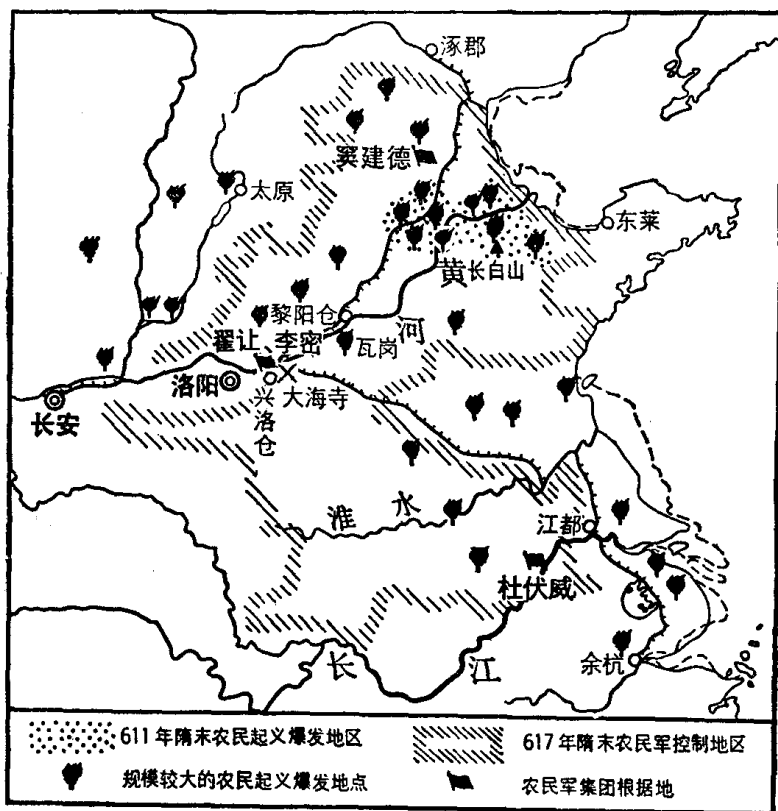 涿郡
窦建德
太原
东莱
黄
长白山
黎阳仓
河
翟让 李密
瓦岗
洛阳
兴洛仓
大海寺
长安
淮水
江都
杜伏威
长江
余杭
611年隋末农民起义爆发地区
617年隋末农民军控制地区
规模较大的农民起义爆发地点
农民军集团根据地